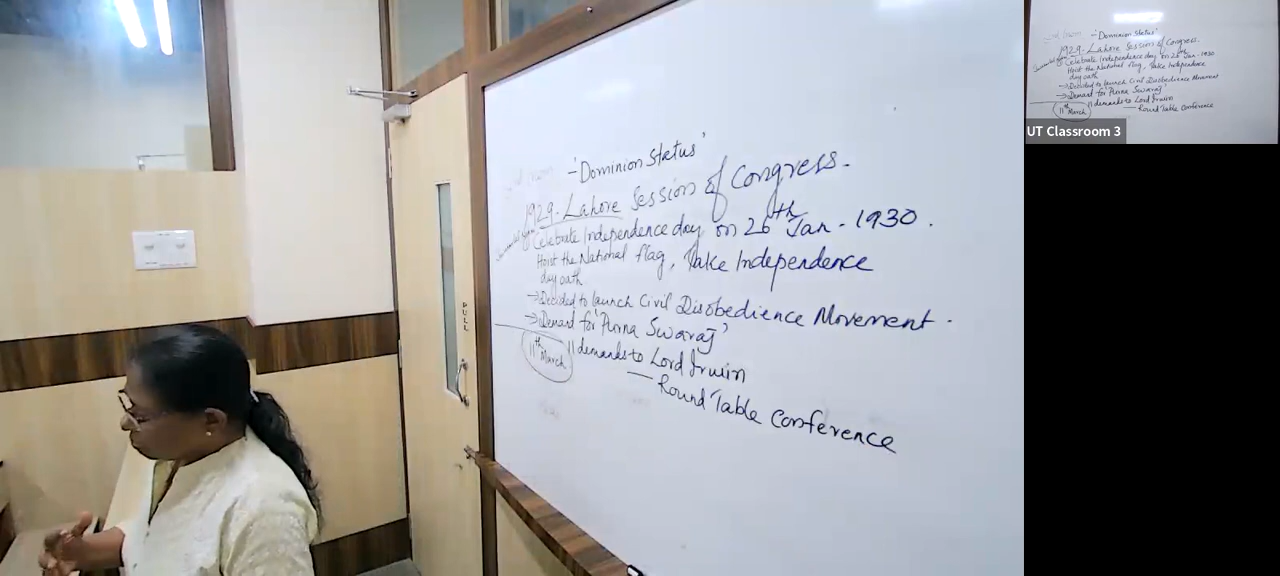 -'Dominion Status'
1929- Lahore Session of Congress.
Celebrate Independence day on 26th Jan - 1930.
Hoist the National flag, Take Independence
day oath
→ Decided to launch Civil Disobedience Movement.
→ Demand for 'Purna Swaraj'
11th March
11 demands to Lord Irwin
— Round Table Conference
PULL
UT Classroom 3